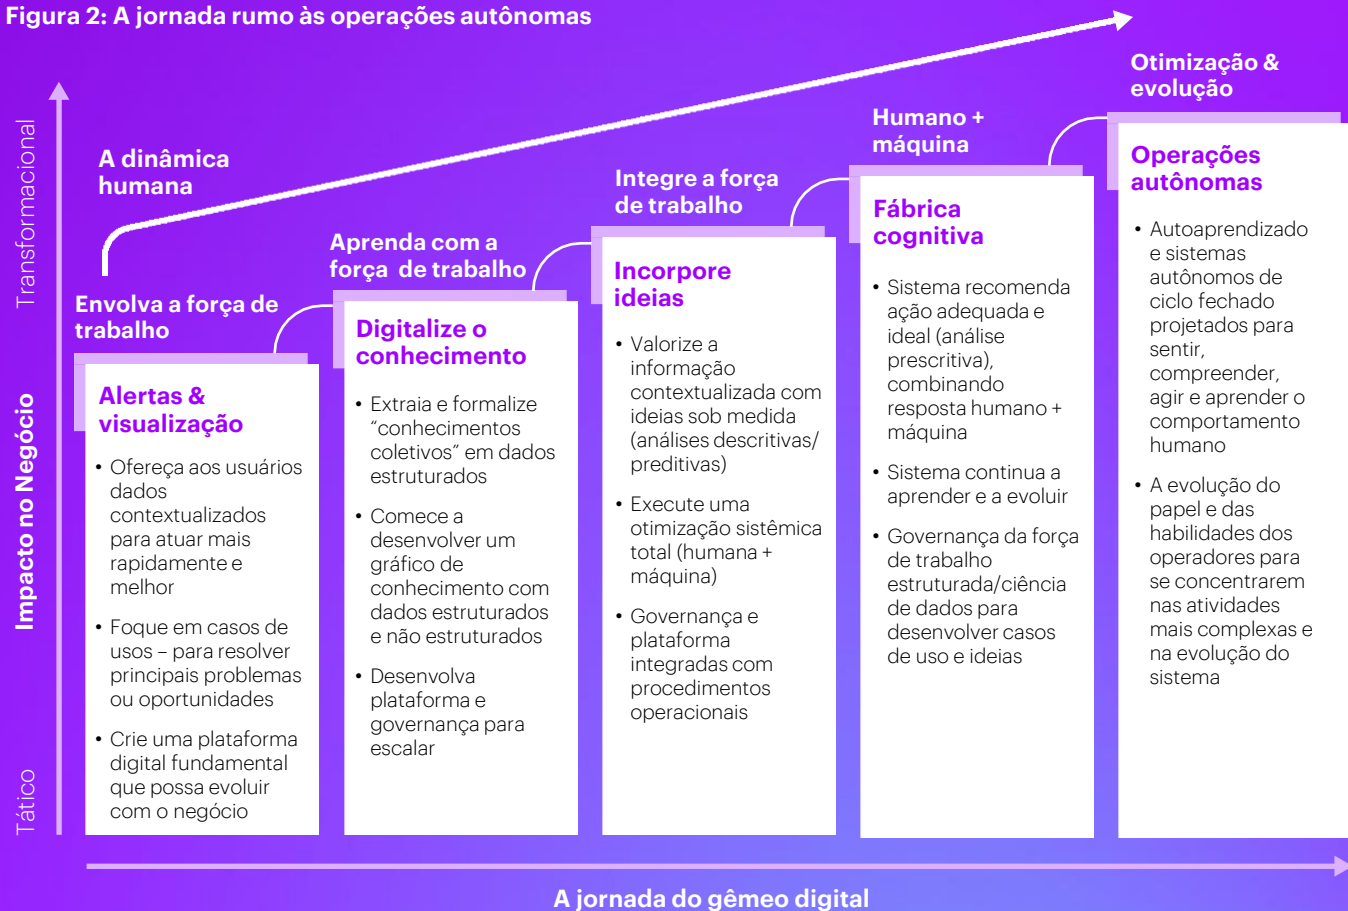 Figura 2: A jornada rumo às operações autônomas
Transformacional
Impacto no Negócio
Tático
A dinâmica
humana
Envolva a força de
trabalho
Alertas &
visualização
• Ofereça aos usuários
dados
contextualizados
para atuar mais
rapidamente e
melhor
• Foque em casos de
usos – para resolver
principais problemas
ou oportunidades
• Crie uma plataforma
digital fundamental
que possa evoluir
com o negócio
Aprenda com a
força de trabalho
Digitalize o
conhecimento
• Extraia e formalize
“conhecimentos
coletivos” em dados
estruturados
• Comece a
desenvolver um
gráfico de
conhecimento com
dados estruturados
e não estruturados
• Desenvolva
plataforma e
governança para
escalar
Integre a força
de trabalho
Incorpore
ideias
• Valorize a
informação
contextualizada com
ideias sob medida
(análises descritivas/
preditivas)
• Execute uma
otimização sistêmica
total (humana +
máquina)
• Governança e
plataforma
integradas com
procedimentos
operacionais
Humano +
máquina
Fábrica
cognitiva
• Sistema recomenda
ação adequada e
ideal (análise
prescritiva),
combinando
resposta humano +
máquina
• Sistema continua a
aprender e a evoluir
• Governança da força
de trabalho
estruturada/ciência
de dados para
desenvolver casos
de uso e ideias
Otimização &
evolução
Operações
autônomas
• Autoaprendizado
e sistemas
autônomos de
ciclo fechado
projetados para
sentir,
compreender,
agir e aprender o
comportamento
humano
• A evolução do
papel e das
habilidades dos
operadores para
se concentrarem
nas atividades
mais complexas e
na evolução do
sistema
A jornada do gêmeo digital